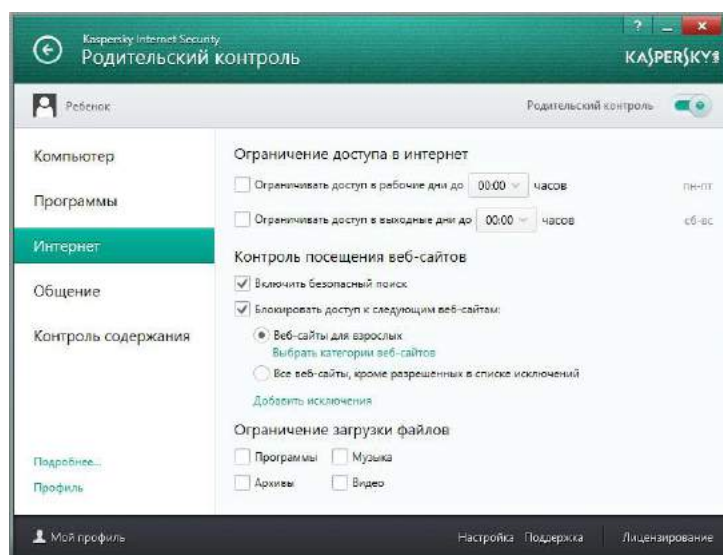 Kaspersky Internet Security
Родительский контроль
KASPERSKY
Ребенок
Родительский контроль
Компьютер
Программы
Интернет
Общение
Контроль содержания
Подробнее...
Профиль
Ограничение доступа в интернет
Ограничивать доступ в рабочие дни до 00:00 часов пн-пт
Ограничивать доступ в выходные дни до 00:00 часов сб-вс
Контроль посещения веб-сайтов
Включить безопасный поиск
Блокировать доступ к следующим веб-сайтам:
Веб-сайты для взрослых
Выбрать категории веб-сайтов
Все веб-сайты, кроме разрешенных в списке исключений
Добавить исключения
Ограничение загрузки файлов
Программы Музыка
Архивы Видео
Мой профиль
Настройка Поддержка Лицензирование